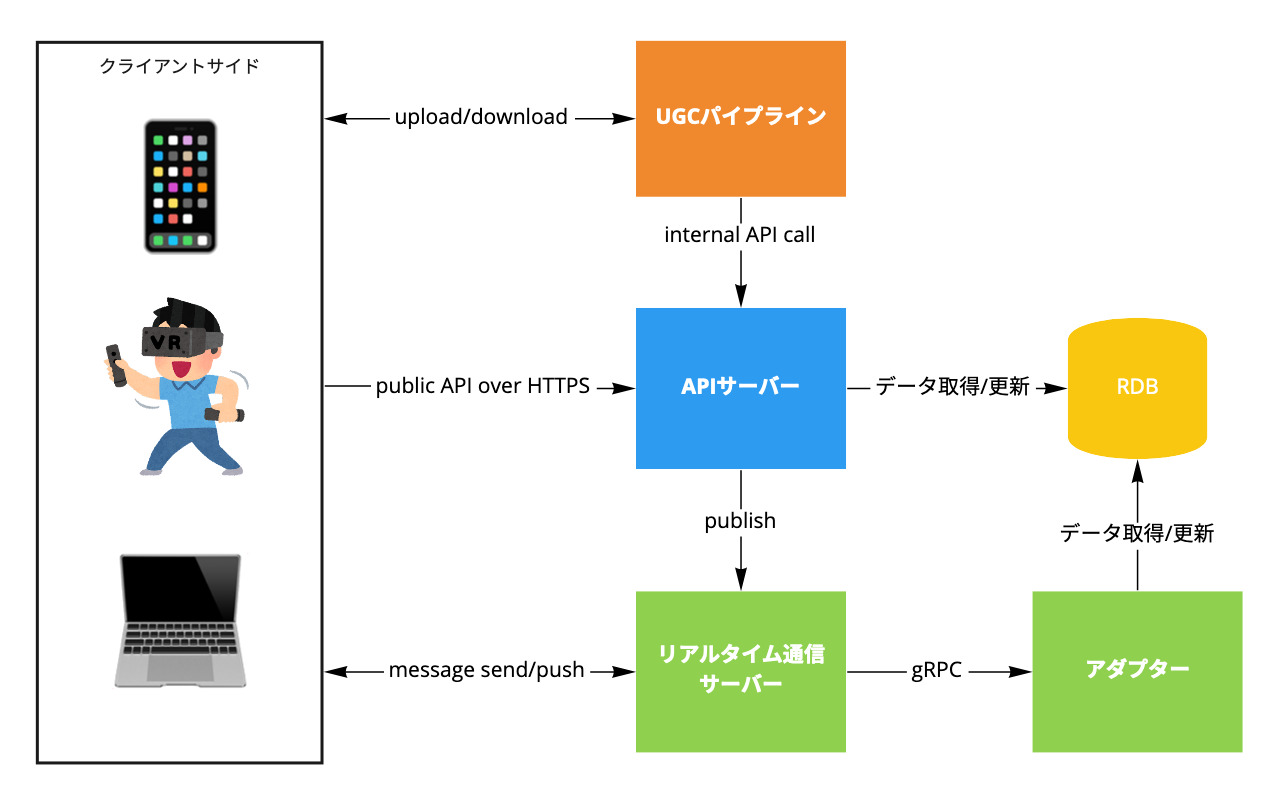 クライアントサイド
upload/download
UGCパイプライン
internal API call
VR
public API over HTTPS
APIサーバー
データ取得/更新
RDB
publish
データ取得/更新
message send/push
リアルタイム通信
サーバー
gRPC
アダプター